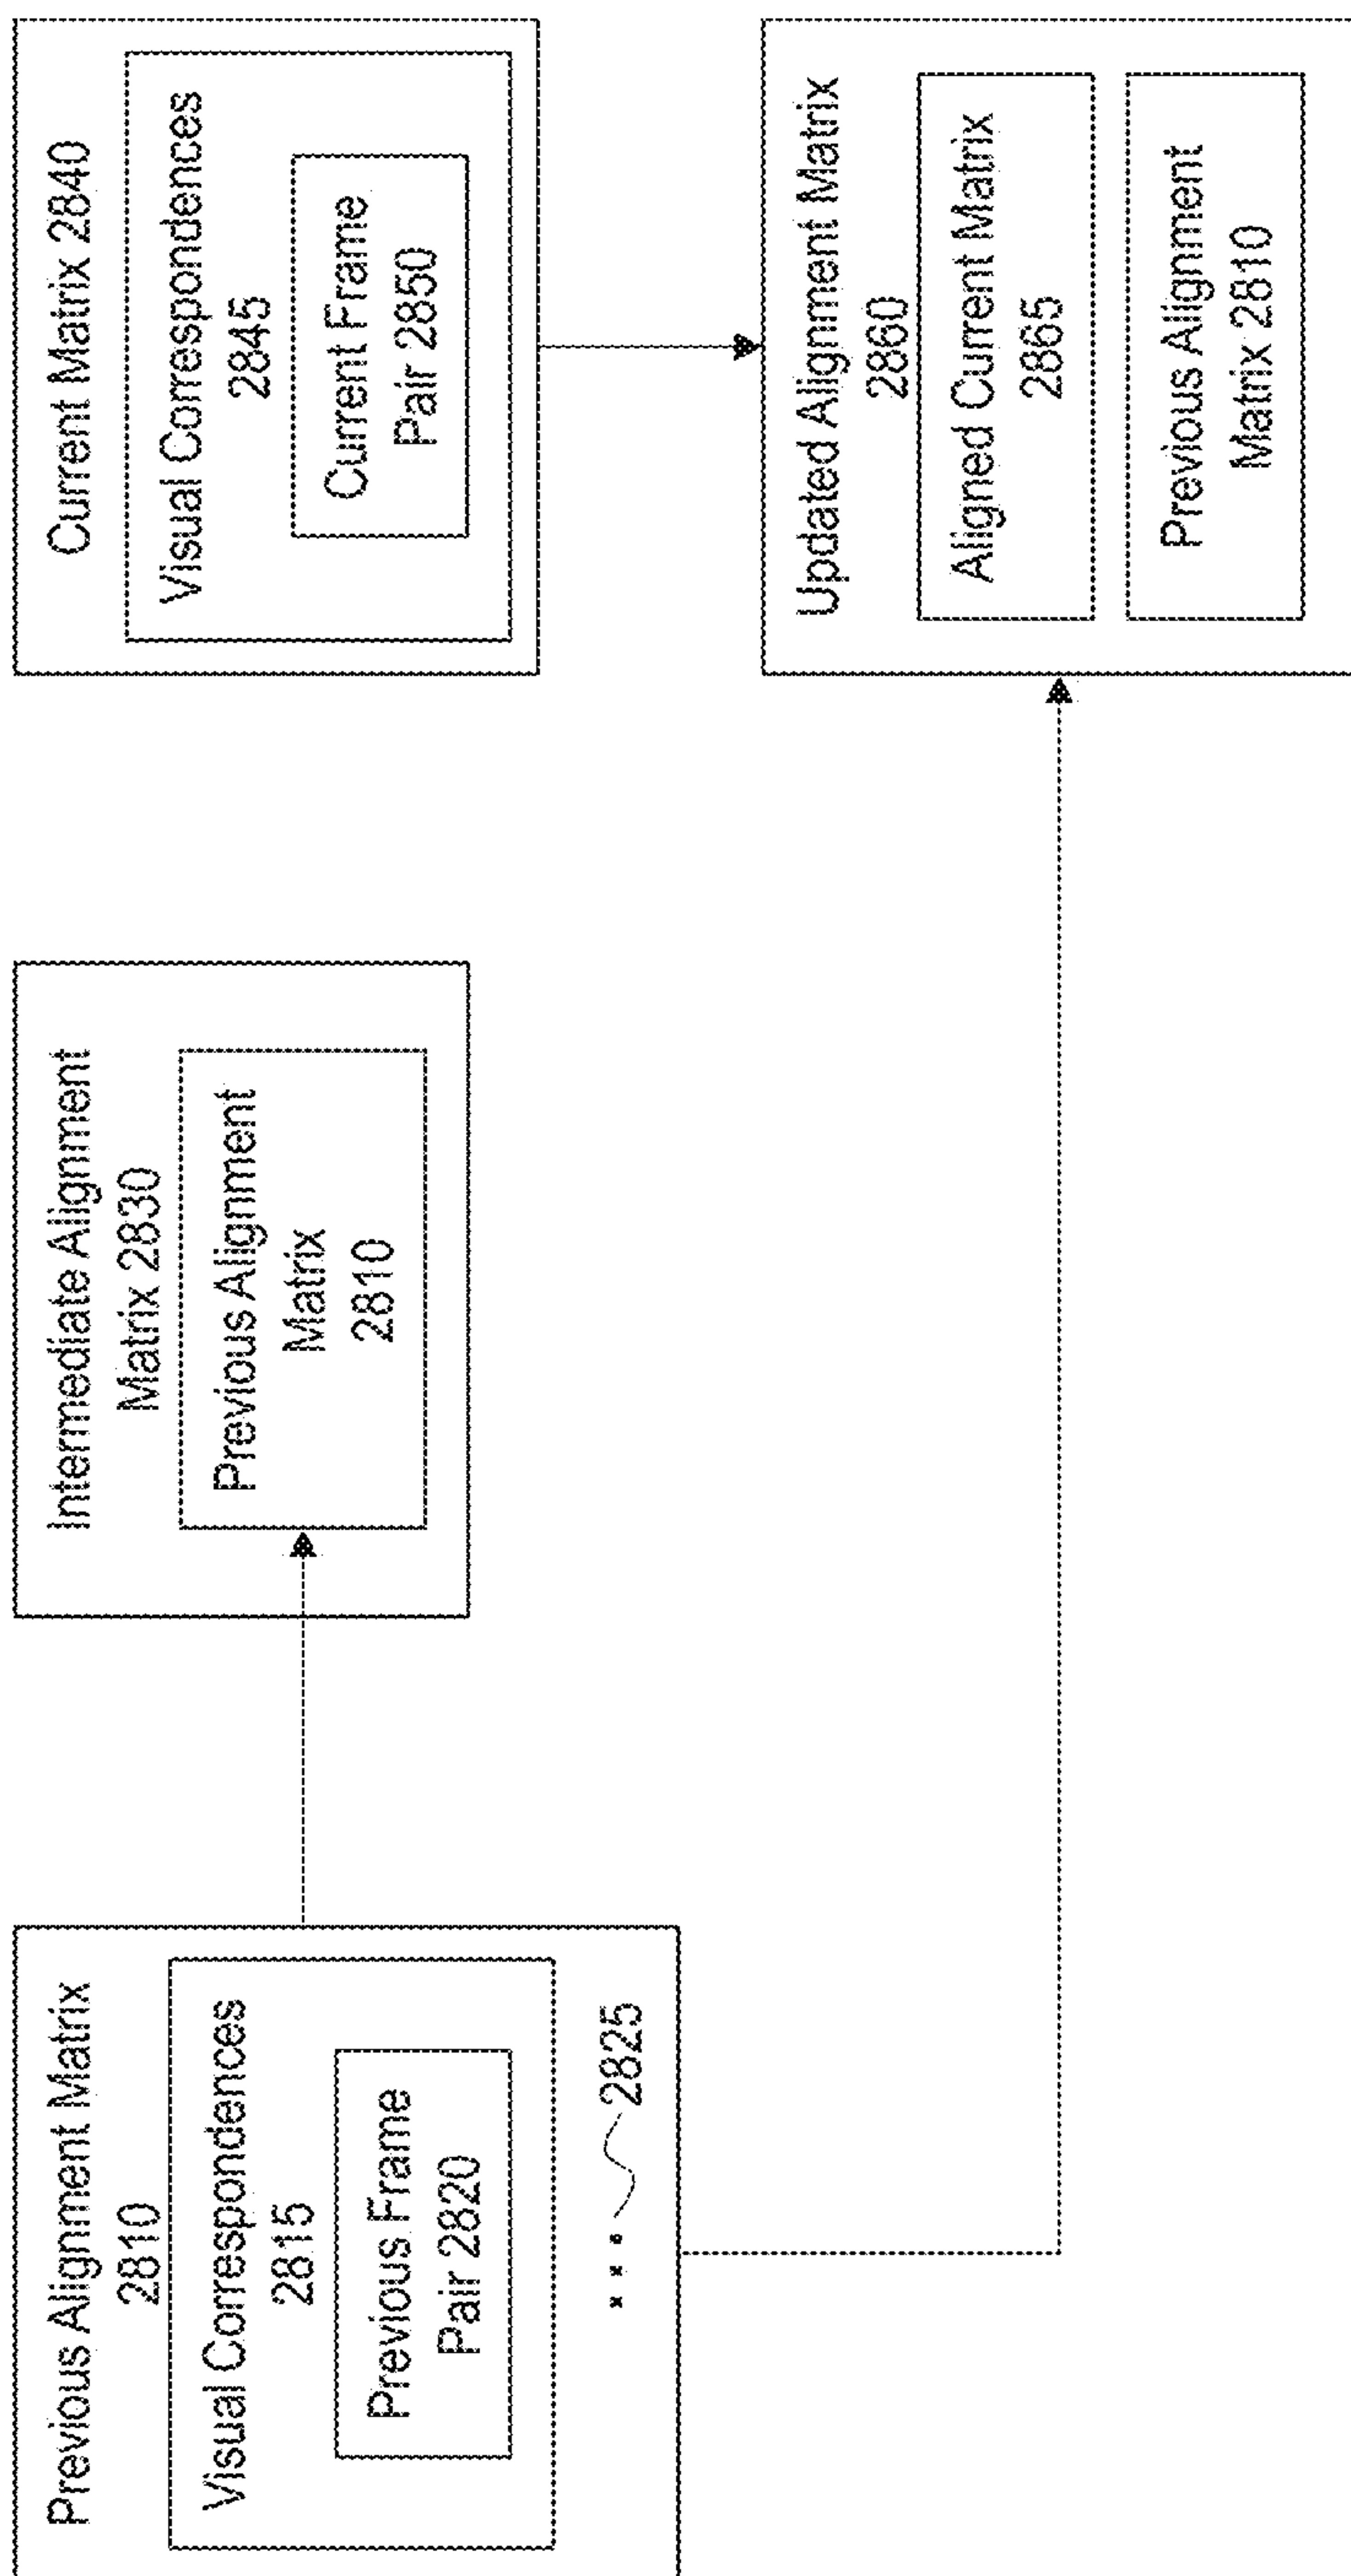 Previous Alignment Matrix
2810
Visual Correspondences
2815
Previous Frame
Pair 2820
2825
Intermediate Alignment
Matrix 2830
Previous Alignment
Matrix
2810
Current Matrix 2840
Visual Correspondences
2845
Current Frame
Pair 2850
Updated Alignment Matrix
2860
Aligned Current Matrix
2865
Previous Alignment
Matrix 2810